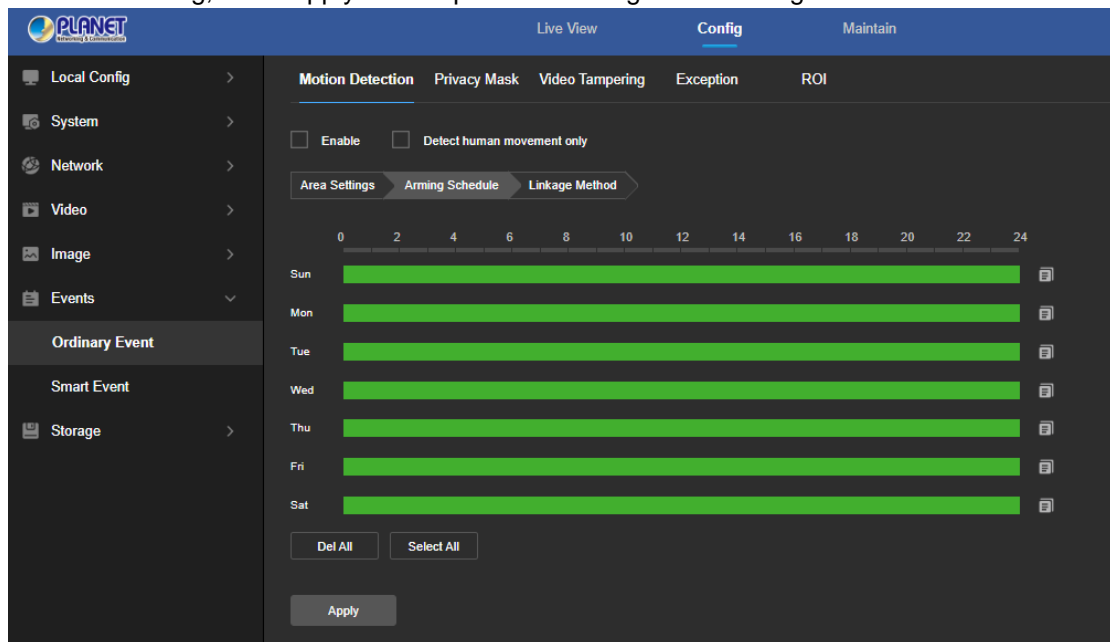 PLANET
Networking & Communication
Live View
Config
Maintain
Local Config
System
Network
Video
Image
Events
Ordinary Event
Smart Event
Storage
Motion Detection Privacy Mask Video Tampering Exception ROI
Enable Detect human movement only
Area Settings Arming Schedule Linkage Method
0 2 4 6 8 10 12 14 16 18 20 22 24
Sun
Mon
Tue
Wed
Thu
Fri
Sat
Del All Select All
Apply